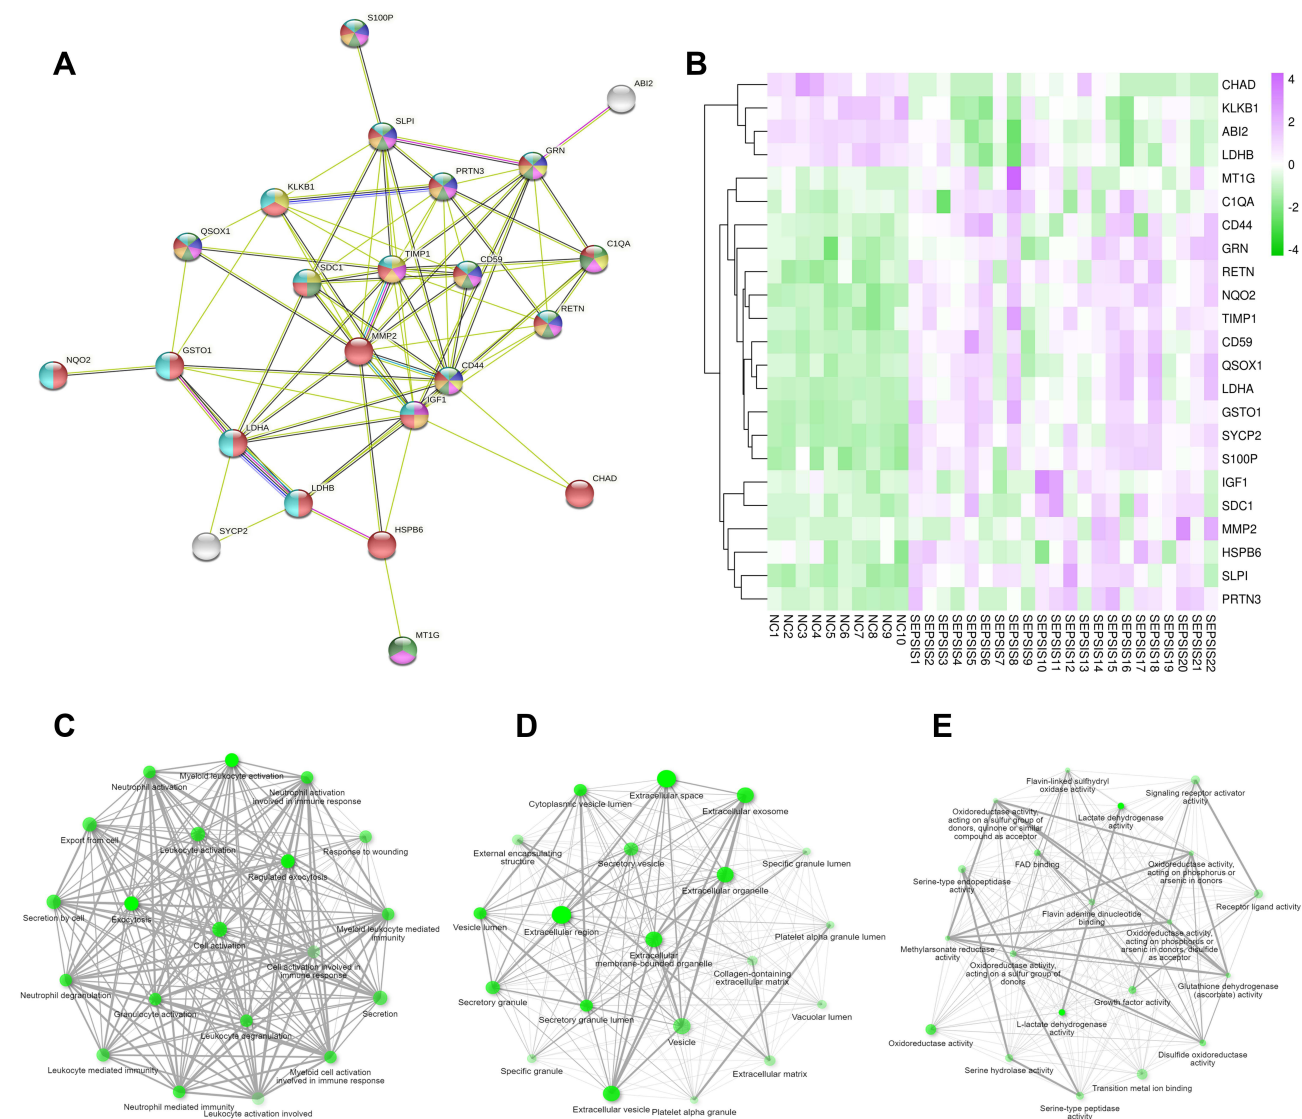 A
S100P
ABI2
SLPI
GRN
PRTN3
KLKB1
QSOX1
C1QA
TIMP1
CD59
SDC1
RETN
MMP2
GSTO1
NQO2
CD44
IGF1
LDHA
CHAD
LDHB
SYCP2
HSPB6
MT1G
B
CHAD
KLKB1
ABI2
LDHB
MT1G
C1QA
CD44
GRN
RETN
NQO2
TIMP1
CD59
QSOX1
LDHA
GSTO1
SYCP2
S100P
IGF1
SDC1
MMP2
HSPB6
SLPI
PRTN3
4
2
0
-2
-4
NC1
NC2
NC3
NC4
NC5
NC6
NC7
NC8
NC9
NC10
SEPSIS1
SEPSIS2
SEPSIS3
SEPSIS4
SEPSIS5
SEPSIS6
SEPSIS7
SEPSIS8
SEPSIS9
SEPSIS10
SEPSIS11
SEPSIS12
SEPSIS13
SEPSIS14
SEPSIS15
SEPSIS16
SEPSIS17
SEPSIS18
SEPSIS19
SEPSIS20
SEPSIS21
SEPSIS22
C
Myeloid leukocyte activation
Neutrophil activation
Neutrophil activation
involved in immune response
Export from cell
Leukocyte activation
Response to wounding
Regulated exocytosis
Secretion by cell
Exocytosis
Myeloid leukocyte mediated
immunity
Cell activation
Cell activation involved in
immune response
Neutrophil degranulation
Granulocyte activation
Secretion
Leukocyte degranulation
Leukocyte mediated immunity
Myeloid cell activation
involved in immune response
Neutrophil mediated immunity
Leukocyte activation involved
D
Extracellular space
Cytoplasmic vesicle lumen
Extracellular exosome
External encapsulating
structure
Secretory vesicle
Specific granule lumen
Extracellular organelle
Vesicle lumen
Extracellular region
Platelet alpha granule lumen
Extracellular
membrane-bounded organelle
Collagen-containing
extracellular matrix
Secretory granule
Secretory granule lumen
Vacuolar lumen
Vesicle
Specific granule
Extracellular matrix
Extracellular vesicle
Platelet alpha granule
E
Flavin-linked sulfhydryl
oxidase activity
Signaling receptor activator
activity
Oxidoreductase activity,
acting on a sulfur group of
donors, quinone or similar
compound as acceptor
Lactate dehydrogenase
activity
FAD binding
Oxidoreductase activity,
acting on phosphorus or
arsenic in donors
Serine-type endopeptidase
activity
Receptor ligand activity
Flavin adenine dinucleotide
binding
Oxidoreductase activity,
acting on phosphorus or
arsenic in donors, disulfide
as acceptor
Methylarsonate reductase
activity
Oxidoreductase activity,
acting on a sulfur group of
donors
Glutathione dehydrogenase
(ascorbate) activity
Growth factor activity
L-lactate dehydrogenase
activity
Oxidoreductase activity
Disulfide oxidoreductase
activity
Serine hydrolase activity
Transition metal ion binding
Serine-type peptidase
activity